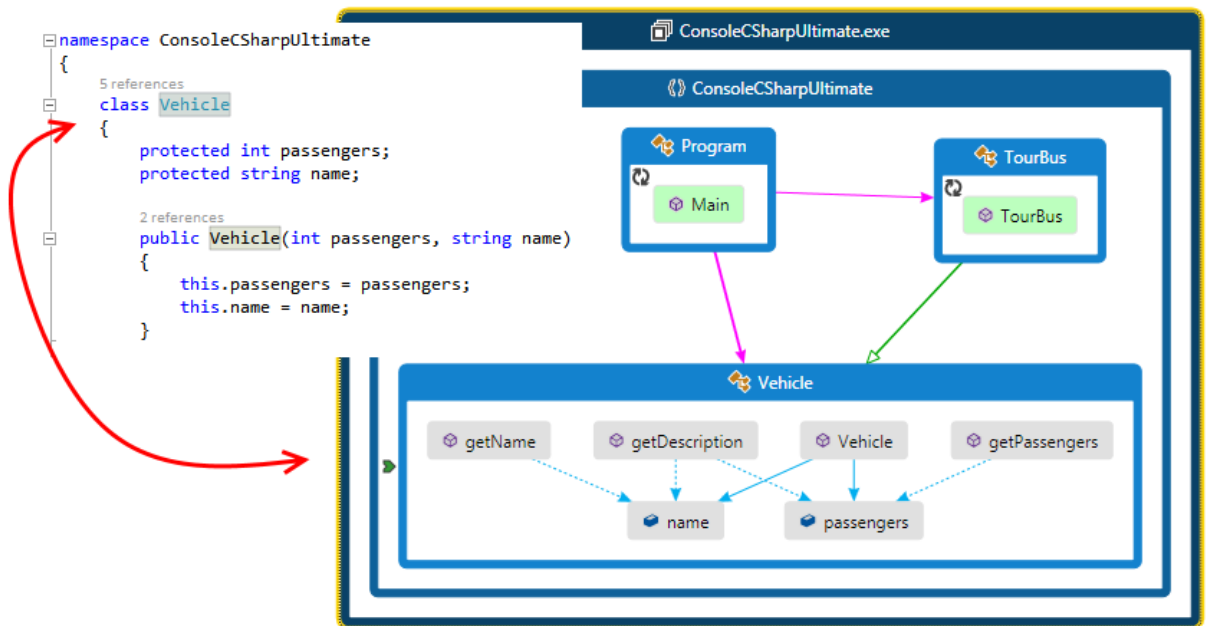 namespace ConsoleCSharpUltimate
{
5 references
class Vehicle
{
protected int passengers;
protected string name;
2 references
public Vehicle(int passengers, string name)
{
this.passengers = passengers;
this.name = name;
}
ConsoleCSharpUltimate.exe
ConsoleCSharpUltimate
Program
Main
TourBus
TourBus
Vehicle
getName
getDescription
Vehicle
getPassengers
name
passengers